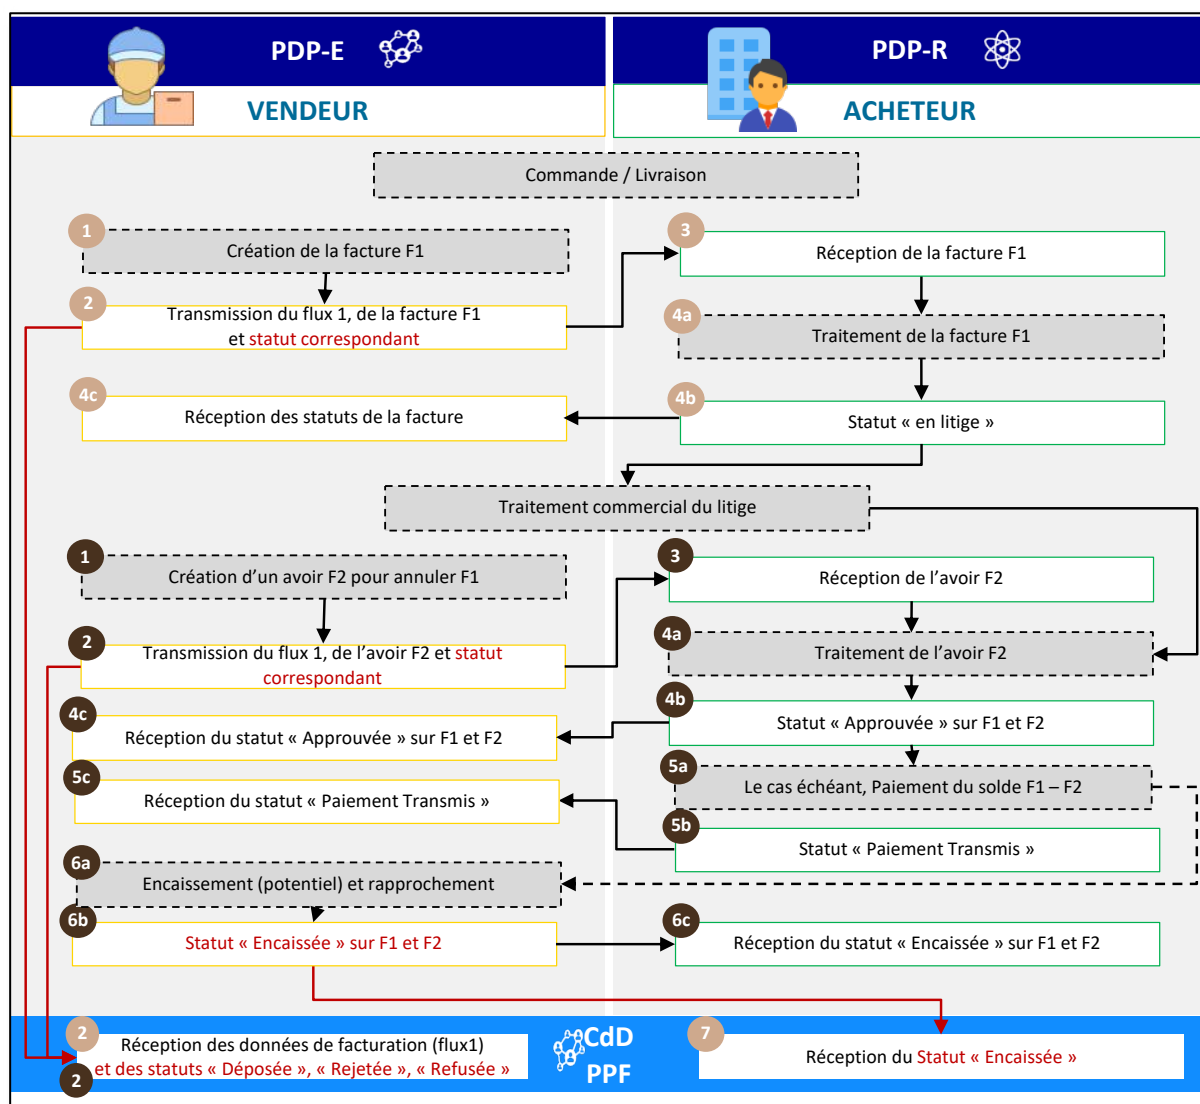 PDP-E
PDP-R
VENDEUR
ACHETEUR
Commande / Livraison
1
Création de la facture F1
3
Réception de la facture F1
2
Transmission du flux 1, de la facture F1
et statut correspondant
4a
Traitement de la facture F1
4c
Réception des statuts de la facture
4b
Statut « en litige »
Traitement commercial du litige
1
Création d’un avoir F2 pour annuler F1
3
Réception de l’avoir F2
2
Transmission du flux 1, de l’avoir F2 et statut
correspondant
4a
Traitement de l’avoir F2
4c
Réception du statut « Approuvée » sur F1 et F2
4b
Statut « Approuvée » sur F1 et F2
5c
Réception du statut « Paiement Transmis »
5a
Le cas échéant, Paiement du solde F1 – F2
5b
Statut « Paiement Transmis »
6a
Encaissement (potentiel) et rapprochement
6b
Statut « Encaissée » sur F1 et F2
6c
Réception du statut « Encaissée » sur F1 et F2
2
Réception des données de facturation (flux1)
et des statuts « Déposée », « Rejetée », « Refusée »
2
CdD
PPF
7
Réception du Statut « Encaissée »